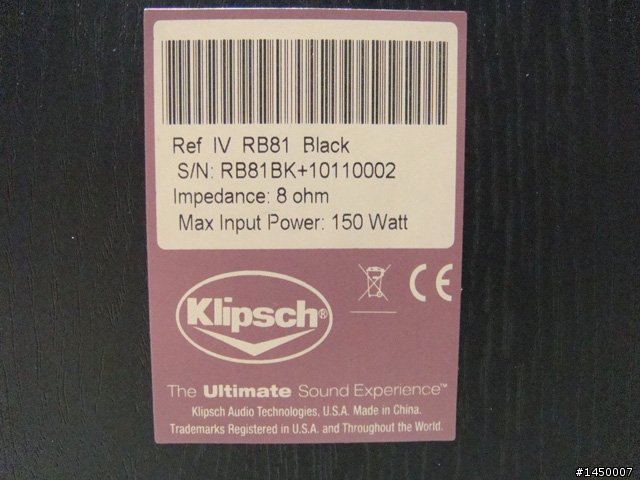 Ref IV RB81 Black
S/N: RB81BK+10110002
Impedance: 8 ohm
Max Input Power: 150 Watt
CE
Klipsch®
The Ultimate Sound Experience™
Klipsch Audio Technologies, U.S.A. Made in China.
Trademarks Registered in U.S.A. and Throughout the World.
#1450007